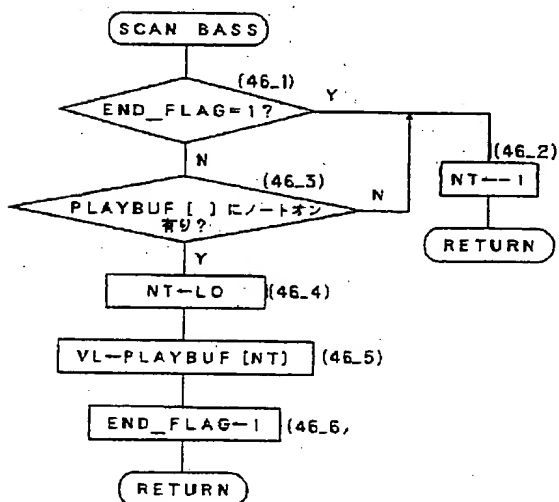 SCAN BASS
(46_1)
END_FLAG=1?
Y
(46_2)
N
(46_3)
NT←-1
PLAYBUF [ ] にノートオン
有り?
N
RETURN
Y
NT←LO
(46_4)
VL←PLAYBUF [NT]
(46_5)
END_FLAG←1
(46_6,
RETURN